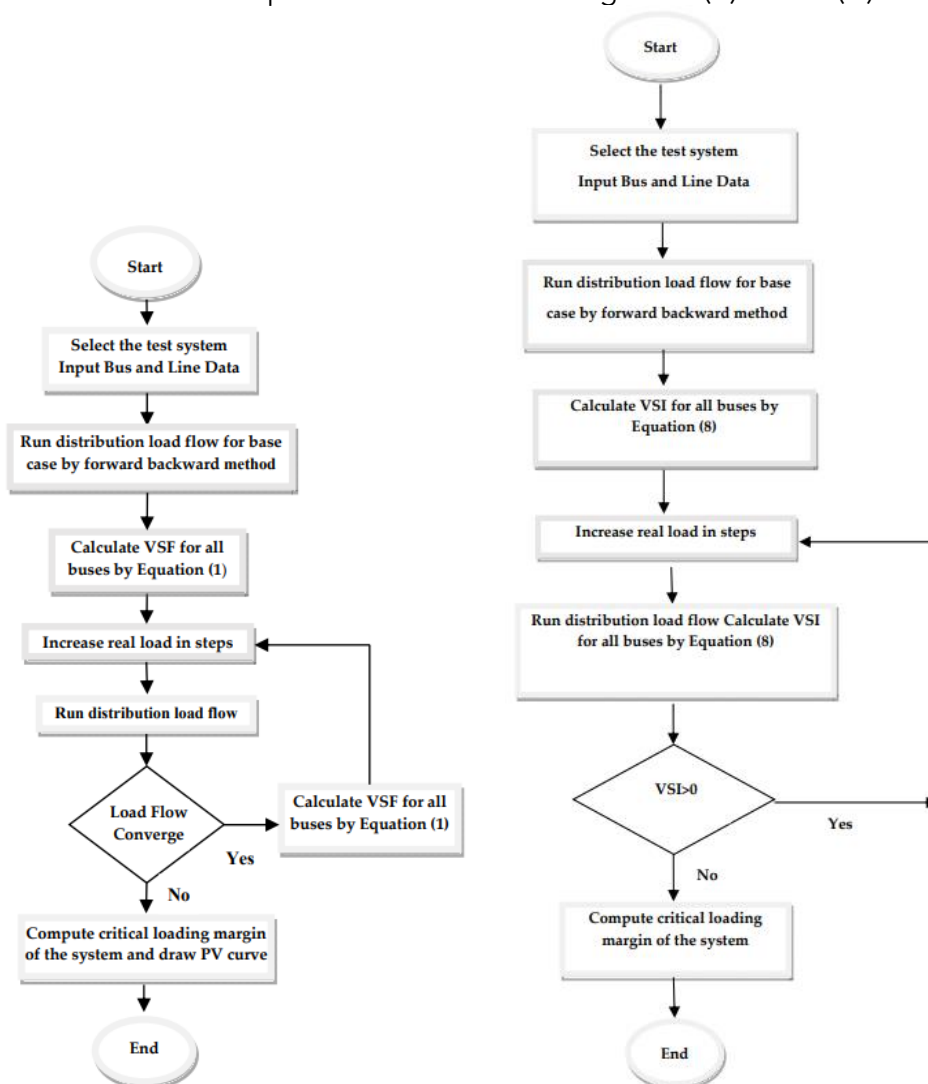 Start
Select the test system
Input Bus and Line Data
Run distribution load flow for base
case by forward backward method
Calculate VSF for all
buses by Equation (1)
Increase real load in steps
Run distribution load flow
Load Flow
Converge
Yes
Calculate VSF for all
buses by Equation (1)
No
Compute critical loading margin
of the system and draw PV curve
End
Start
Select the test system
Input Bus and Line Data
Run distribution load flow for base
case by forward backward method
Calculate VSI for all buses by
Equation (8)
Increase real load in steps
Run distribution load flow Calculate VSI
for all buses by Equation (8)
VSI>0
Yes
No
Compute critical loading
margin of the system
End